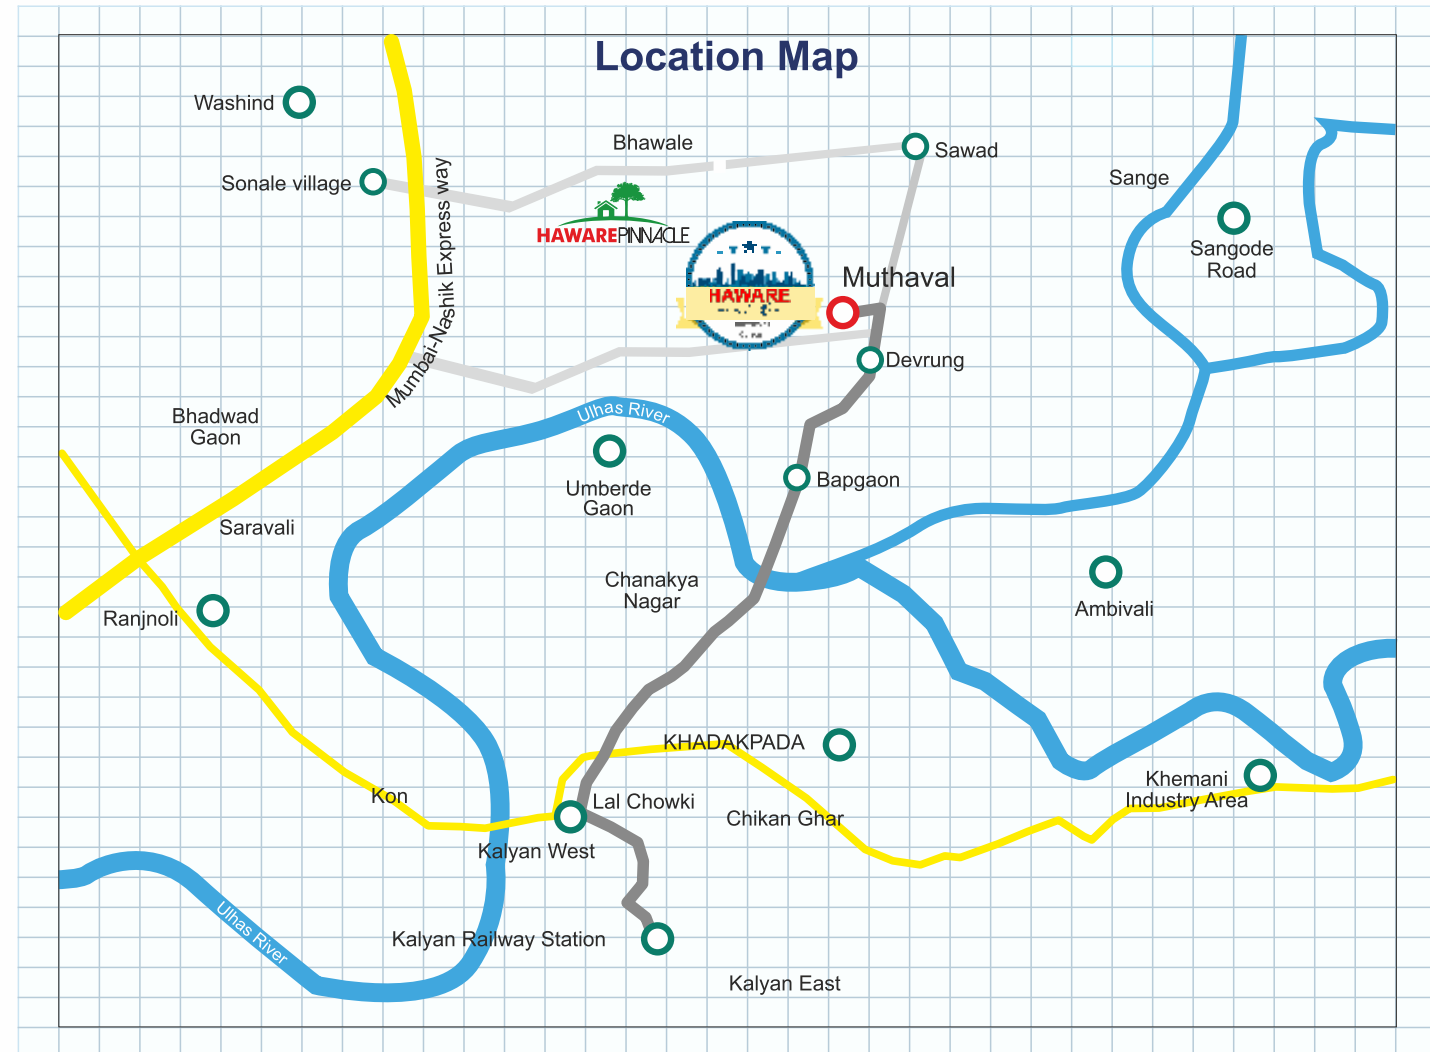 Location Map
Washind
Bhawale
Sawad
Sonale village
Sange
Mumbai-Nashik Express way
HAWAREPINNACLE
Sangode
Road
HAWARE
Muthaval
Devrung
Bhadwad
Gaon
Ulhas River
Umberde
Gaon
Bapgaon
Saravali
Chanakya
Nagar
Ranjnoli
Ambivali
KHADAKPADA
Khemani
Industry Area
Kon
Lal Chowki
Chikan Ghar
Kalyan West
Ulhas River
Kalyan Railway Station
Kalyan East